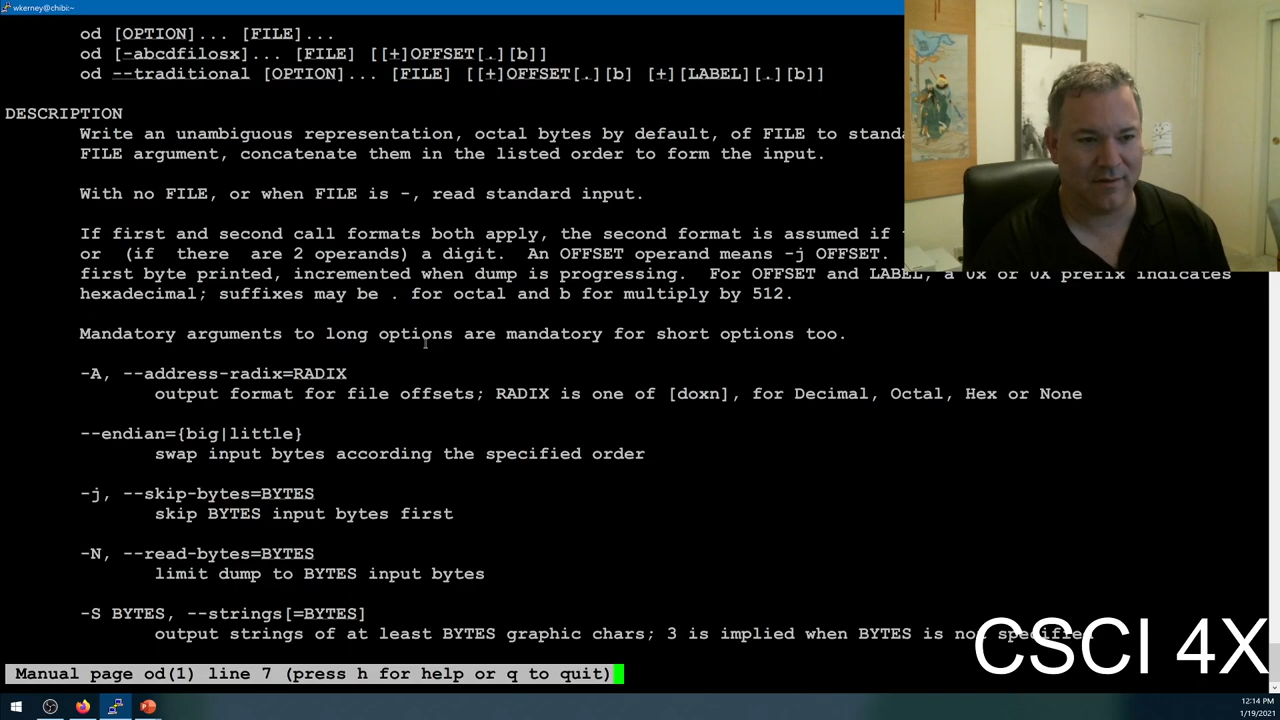 wkerney@chibi:~
od [OPTION]... [FILE]...
od [-abcdfilosx]... [FILE] [[+]OFFSET[.][b]]
od --traditional [OPTION]... [FILE] [[+]OFFSET[.][b] [+][LABEL][.][b]]
DESCRIPTION
Write an unambiguous representation, octal bytes by default, of FILE to standa
FILE argument, concatenate them in the listed order to form the input.
With no FILE, or when FILE is -, read standard input.
If first and second call formats both apply, the second format is assumed if
or (if there are 2 operands) a digit. An OFFSET operand means -j OFFSET.
first byte printed, incremented when dump is progressing. For OFFSET and LABEL, a 0x or 0X prefix indicates
hexadecimal; suffixes may be . for octal and b for multiply by 512.
Mandatory arguments to long options are mandatory for short options too.
-A, --address-radix=RADIX
output format for file offsets; RADIX is one of [doxn], for Decimal, Octal, Hex or None
--endian={big|little}
swap input bytes according the specified order
-j, --skip-bytes=BYTES
skip BYTES input bytes first
-N, --read-bytes=BYTES
limit dump to BYTES input bytes
-S BYTES, --strings[=BYTES]
output strings of at least BYTES graphic chars; 3 is implied when BYTES is not specified
CSCI 4X
Manual page od(1) line 7 (press h for help or q to quit)
12:14 PM
1/19/2021